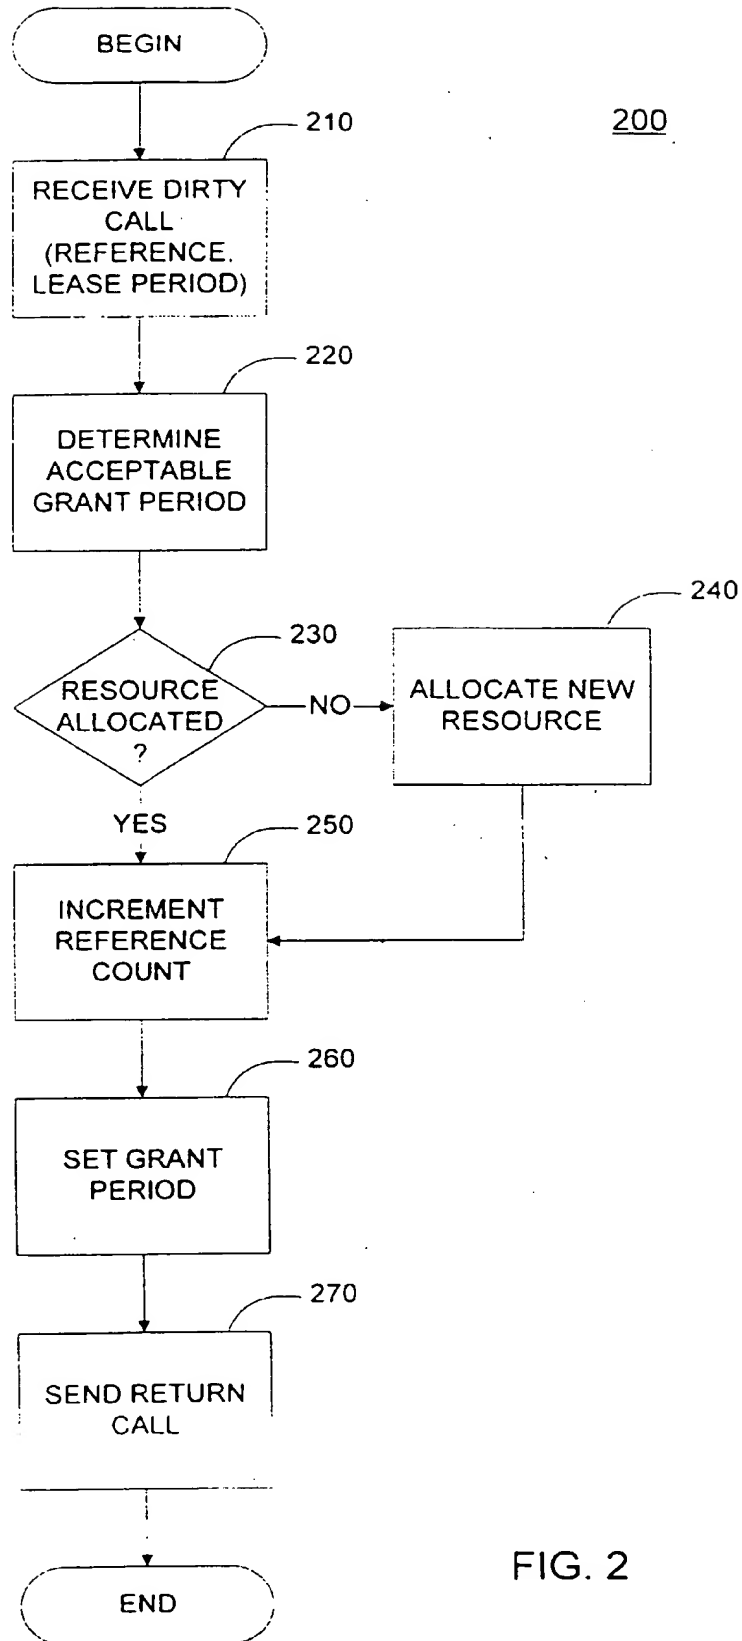 BEGIN
210
200
RECEIVE DIRTY
CALL
(REFERENCE.
LEASE PERIOD)
220
DETERMINE
ACCEPTABLE
GRANT PERIOD
230
240
RESOURCE
ALLOCATED
?
NO
ALLOCATE NEW
RESOURCE
YES
250
INCREMENT
REFERENCE
COUNT
260
SET GRANT
PERIOD
270
SEND RETURN
CALL
END
FIG. 2